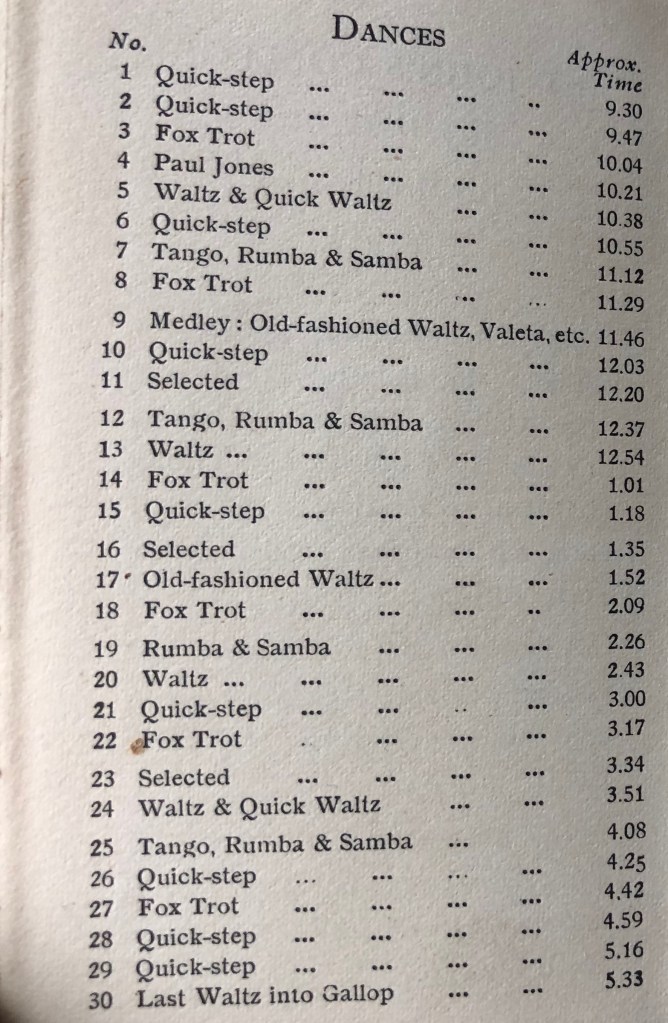 DANCES
No. Approx. Time
1 Quick-step ... ... ... .. 9.30
2 Quick-step ... ... ... ... 9.47
3 Fox Trot ... ... ... ... 10.04
4 Paul Jones ... ... ... ... 10.21
5 Waltz & Quick Waltz ... ... 10.38
6 Quick-step ... ... ... ... 10.55
7 Tango, Rumba & Samba ... ... 11.12
8 Fox Trot ... ... ... ... 11.29
9 Medley : Old-fashioned Waltz, Valeta, etc. 11.46
10 Quick-step ... ... ... ... 12.03
11 Selected ... ... ... ... 12.20
12 Tango, Rumba & Samba ... ... 12.37
13 Waltz ... ... ... ... ... 12.54
14 Fox Trot ... ... ... ... 1.01
15 Quick-step ... ... ... ... 1.18
16 Selected ... ... ... ... 1.35
17 Old-fashioned Waltz ... ... ... 1.52
18 Fox Trot ... ... ... .. 2.09
19 Rumba & Samba ... ... ... 2.26
20 Waltz ... ... ... ... ... 2.43
21 Quick-step ... ... .. ... 3.00
22 Fox Trot .. ... ... ... 3.17
23 Selected ... ... ... ... 3.34
24 Waltz & Quick Waltz ... ... 3.51
25 Tango, Rumba & Samba ... 4.08
26 Quick-step ... ... ... ... 4.25
27 Fox Trot ... ... ... ... 4.42
28 Quick-step ... ... ... ... 4.59
29 Quick-step ... ... ... ... 5.16
30 Last Waltz into Gallop ... ... 5.33